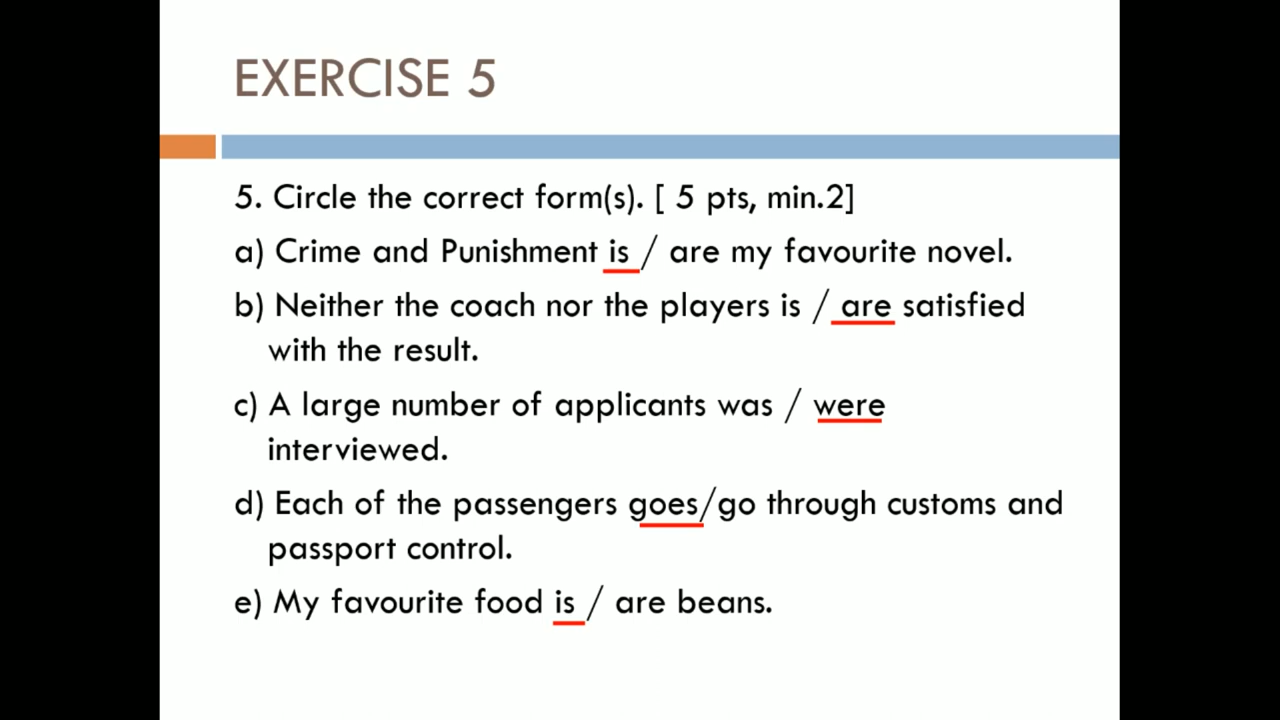 EXERCISE 5
5. Circle the correct form(s). [ 5 pts, min.2]
a) Crime and Punishment is / are my favourite novel.
b) Neither the coach nor the players is / are satisfied
with the result.
c) A large number of applicants was / were
interviewed.
d) Each of the passengers goes/go through customs and
passport control.
e) My favourite food is / are beans.